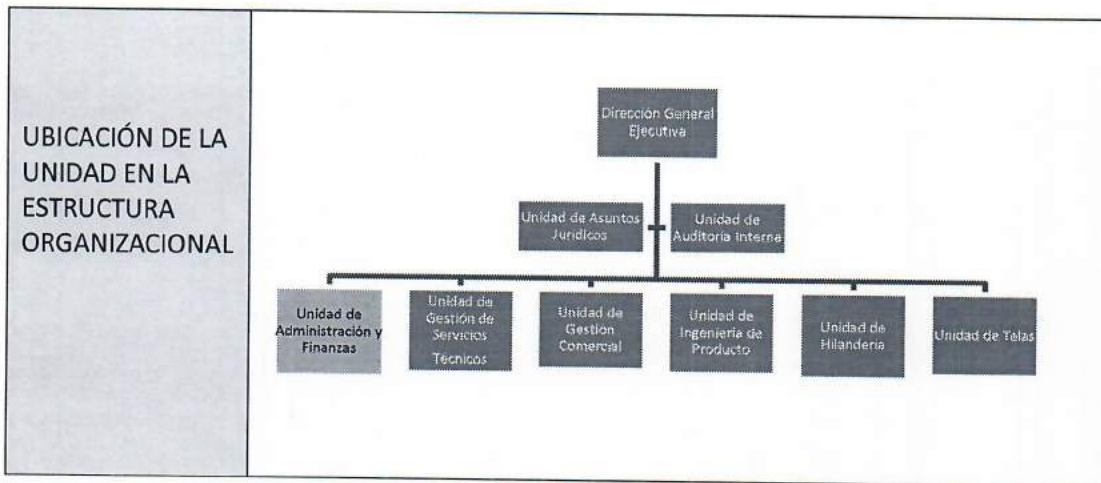 UBICACIÓN DE LA
UNIDAD EN LA
ESTRUCTURA
ORGANIZACIONAL
Dirección General
Ejecutiva
Unidad de Asuntos
Jurídicos
Unidad de
Auditoría Interna
Unidad de
Administración y
Finanzas
Unidad de
Gestión de
Servicios
Técnicos
Unidad de
Gestion
Comercial
Unidad de
Ingeniería de
Producto
Unidad de
Hilandería
Unidad de Telas